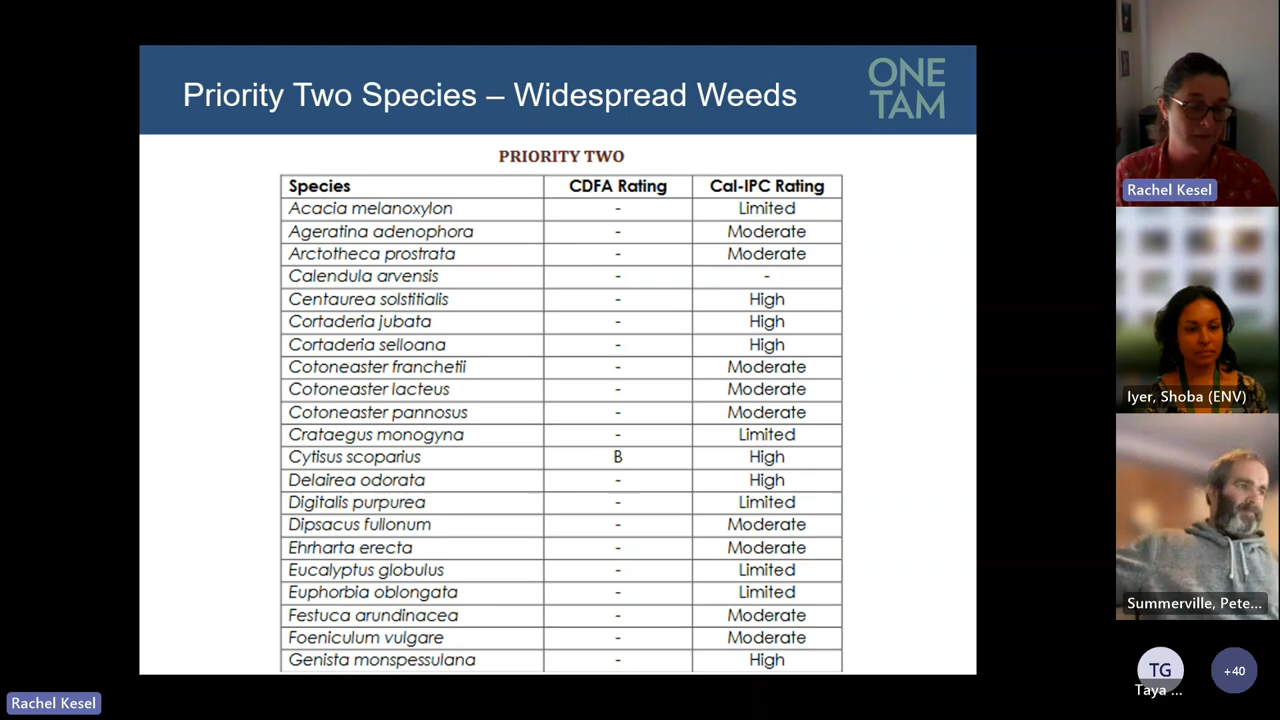 Priority Two Species – Widespread Weeds
ONE
TAM
PRIORITY TWO
Species CDFA Rating Cal-IPC Rating
Acacia melanoxylon - Limited
Ageratina adenophora - Moderate
Arctotheca prostrata - Moderate
Calendula arvensis - -
Centaurea solstitialis - High
Cortaderia jubata - High
Cortaderia selloana - High
Cotoneaster franchetii - Moderate
Cotoneaster lacteus - Moderate
Cotoneaster pannosus - Moderate
Crataegus monogyna - Limited
Cytisus scoparius B High
Delairea odorata - High
Digitalis purpurea - Limited
Dipsacus fullonum - Moderate
Ehrharta erecta - Moderate
Eucalyptus globulus - Limited
Euphorbia oblongata - Limited
Festuca arundinacea - Moderate
Foeniculum vulgare - Moderate
Genista monspessulana - High
Rachel Kesel
Iyer, Shoba (ENV)
Summerville, Pete...
TG
Taya ...
+40
Rachel Kesel